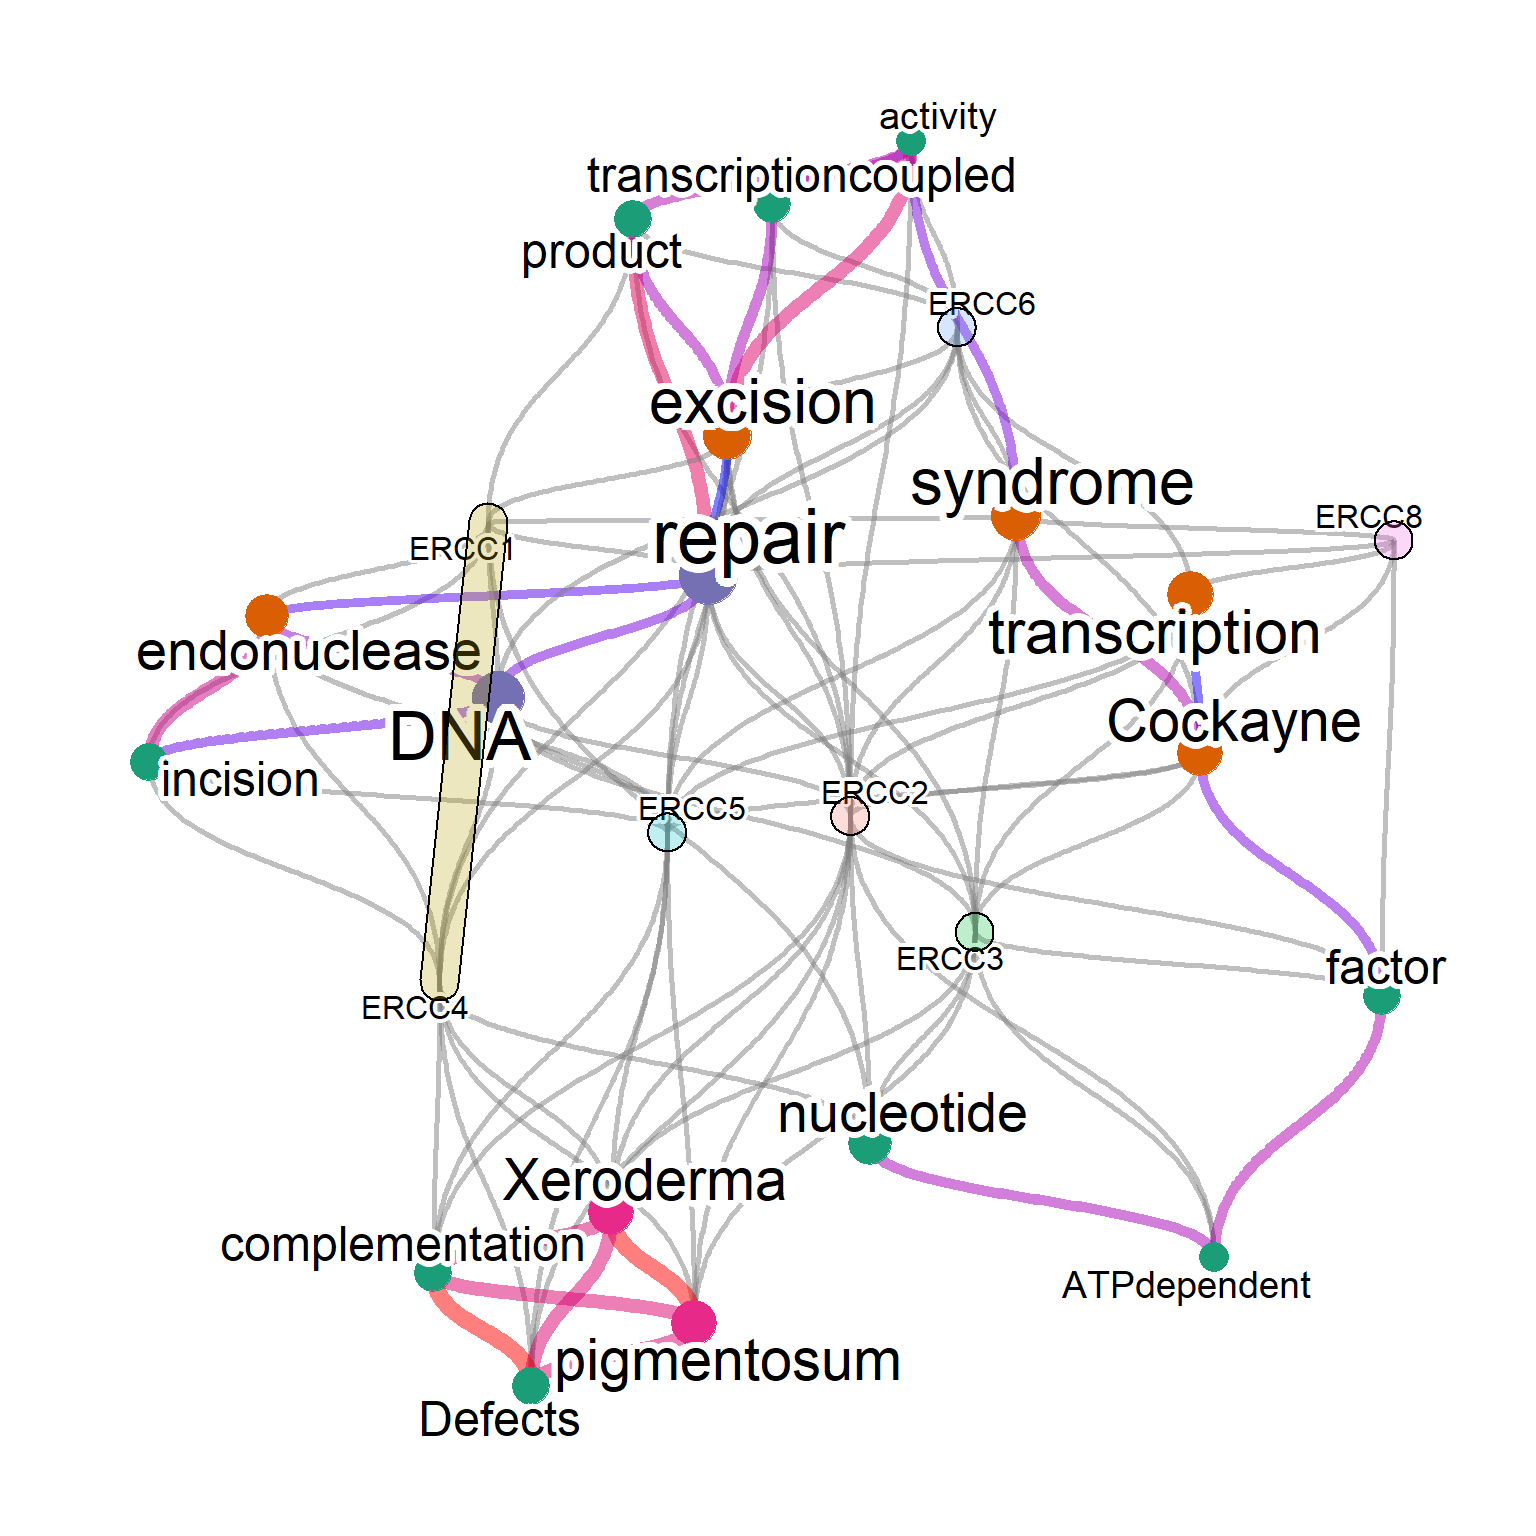 activity
transcriptioncoupled
product
ERCC6
excision
syndrome
ERCC8
repair
ERCC1
transcription
endonuclease
Cockayne
DNA
incision
ERCC2
ERCC5
ERCC3
factor
ERCC4
nucleotide
Xeroderma
complementation
ATPdependent
pigmentosum
Defects